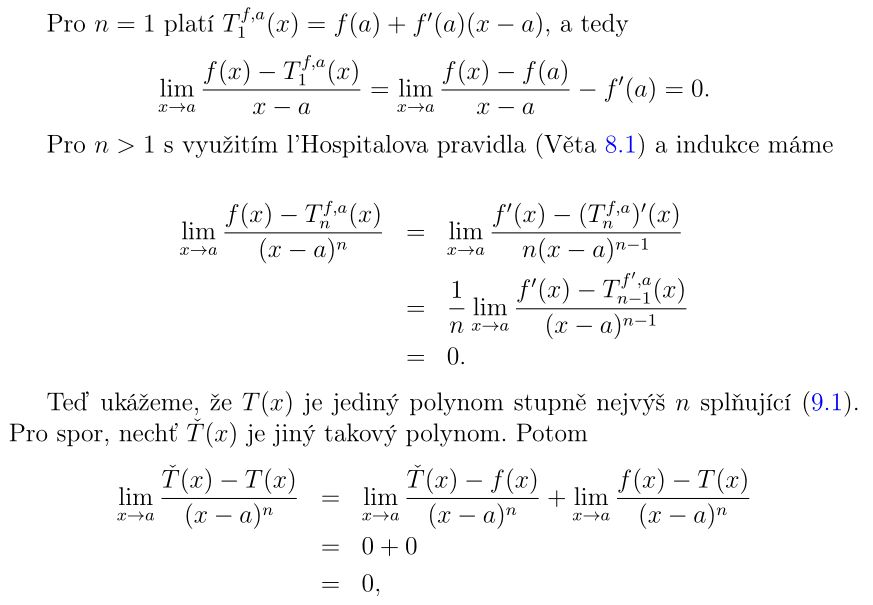 Pro $n = 1$ platí $T_1^{f,a}(x) = f(a) + f'(a)(x - a)$, a tedy
$$\lim_{x \to a} \frac{f(x) - T_1^{f,a}(x)}{x - a} = \lim_{x \to a} \frac{f(x) - f(a)}{x - a} - f'(a) = 0.$$
Pro $n > 1$ s využitím l'Hospitalova pravidla (Věta 8.1) a indukce máme
$$\lim_{x \to a} \frac{f(x) - T_n^{f,a}(x)}{(x - a)^n} = \lim_{x \to a} \frac{f'(x) - (T_n^{f,a})'(x)}{n(x - a)^{n-1}}$$
$$= \frac{1}{n} \lim_{x \to a} \frac{f'(x) - T_{n-1}^{f',a}(x)}{(x - a)^{n-1}}$$
$$= 0.$$
Teď ukážeme, že $T(x)$ je jediný polynom stupně nejvýš $n$ splňující (9.1).
Pro spor, nechť $\check{T}(x)$ je jiný takový polynom. Potom
$$\lim_{x \to a} \frac{\check{T}(x) - T(x)}{(x - a)^n} = \lim_{x \to a} \frac{\check{T}(x) - f(x)}{(x - a)^n} + \lim_{x \to a} \frac{f(x) - T(x)}{(x - a)^n}$$
$$= 0 + 0$$
$$= 0,$$